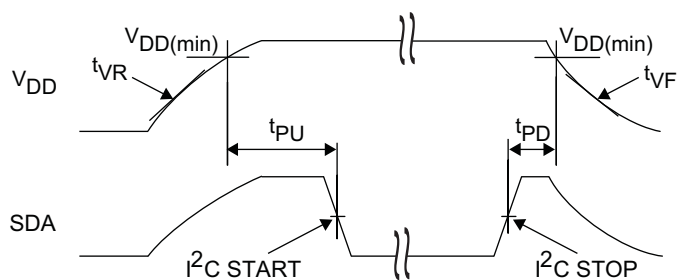 VDD(min)
VDD(min)
tVR
tVF
VDD
tPU
tPD
SDA
I2C START
I2C STOP